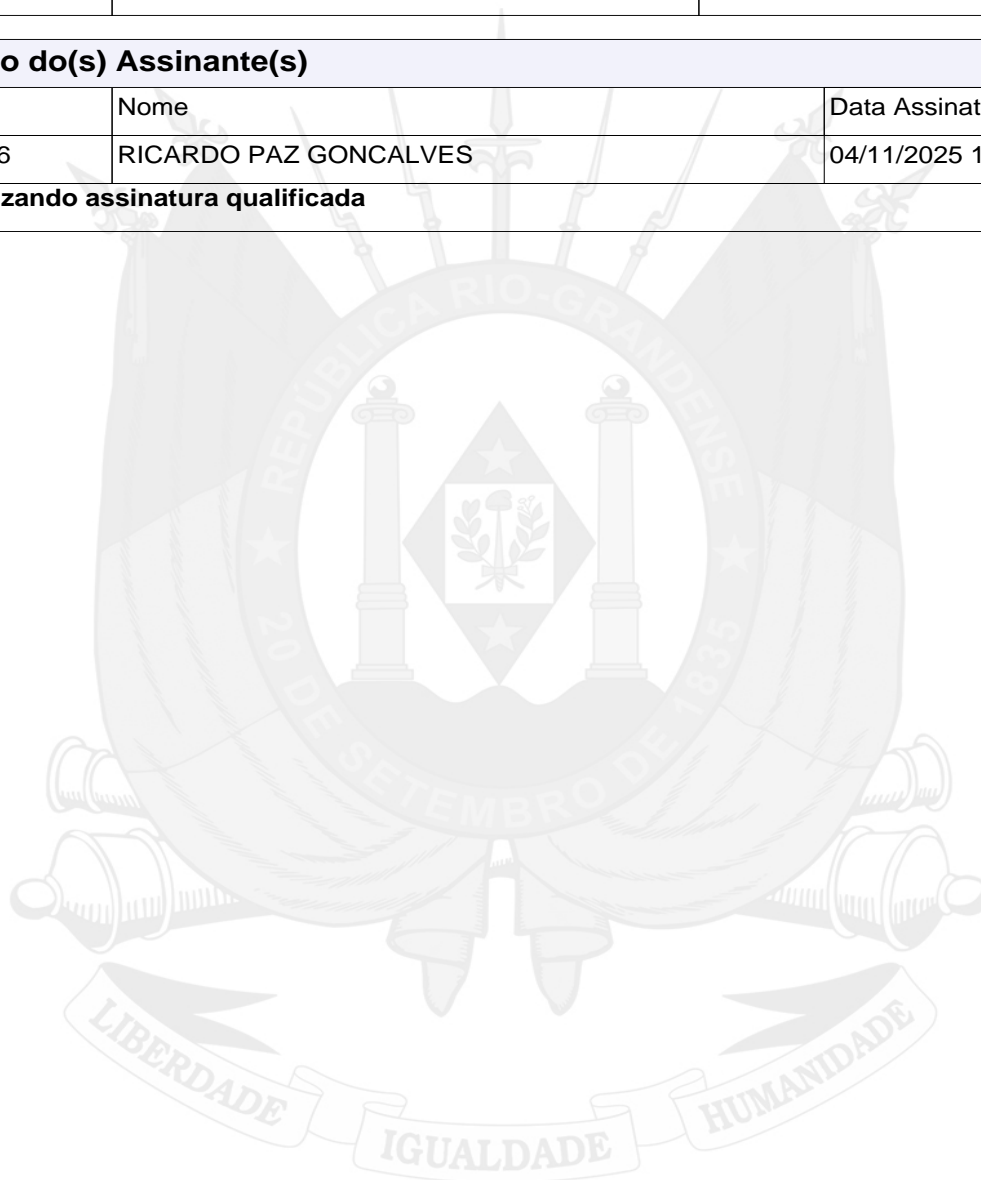 o do(s) Assinante(s)
Nome Data Assinat
6 RICARDO PAZ GONCALVES 04/11/2025 1
zando assinatura qualificada
REPÚBLICA RIO-GRANDENSE
20 DE SETEMBRO DE 1835
LIBERDADE IGUALDADE HUMANIDADE